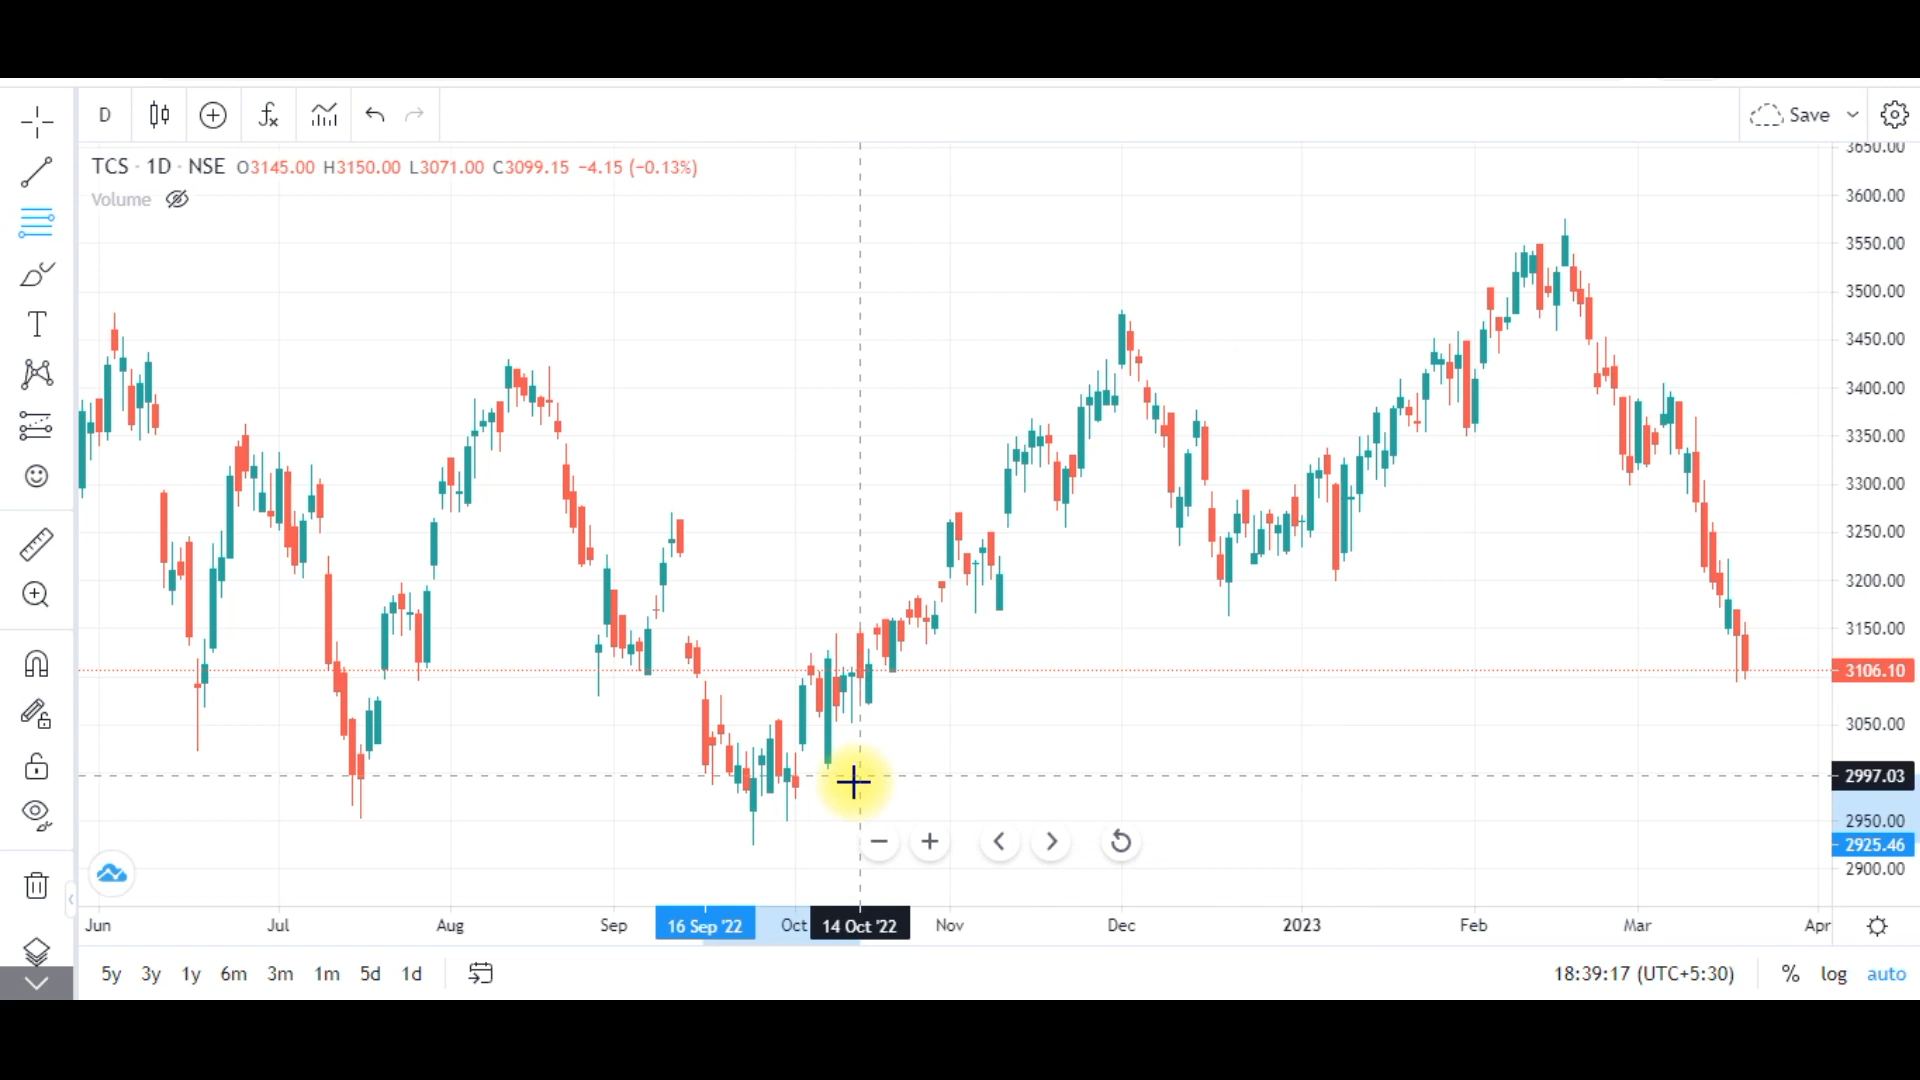 D
Save
TCS · 1D · NSE O3145.00 H3150.00 L3071.00 C3099.15 −4.15 (−0.13%)
Volume
T
3650.00
3600.00
3550.00
3500.00
3450.00
3400.00
3350.00
3300.00
3250.00
3200.00
3150.00
3106.10
3050.00
2997.03
2950.00
2925.46
2900.00
Jun Jul Aug Sep 16 Sep '22 Oct 14 Oct '22 Nov Dec 2023 Feb Mar Apr
5y 3y 1y 6m 3m 1m 5d 1d 18:39:17 (UTC+5:30) % log auto